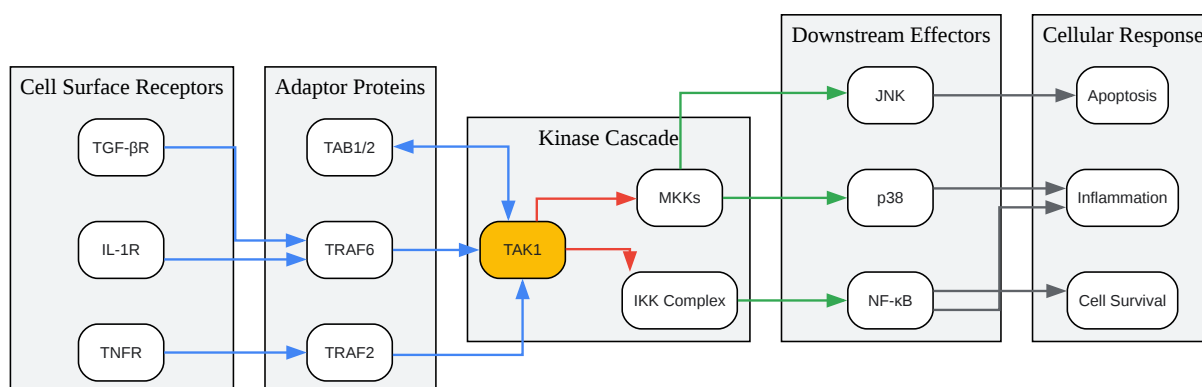 Cell Surface Receptors
TGF-βR
IL-1R
TNFR
Adaptor Proteins
TAB1/2
TRAF6
TRAF2
Kinase Cascade
TAK1
MKKs
IKK Complex
Downstream Effectors
JNK
p38
NF-κB
Cellular Response
Apoptosis
Inflammation
Cell Survival